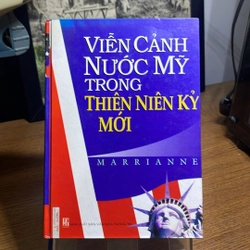 VIỄN CẢNH
NƯỚC MỸ
TRONG
THIÊN NIÊN KỶ
MỚI
MARRIANNE